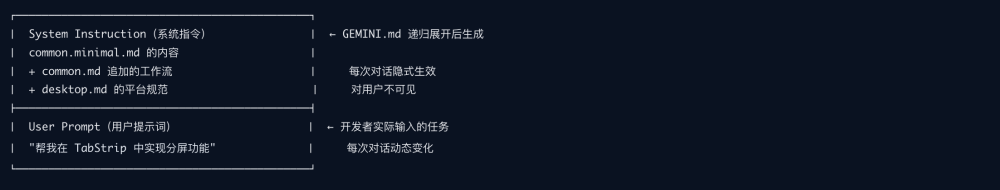 System Instruction (系统指令) ← GEMINI.md 递归展开后生成
common.minimal.md 的内容
+ common.md 追加的工作流 每次对话隐式生效
+ desktop.md 的平台规范 对用户不可见
User Prompt (用户提示词) ← 开发者实际输入的任务
"帮我在 TabStrip 中实现分屏功能" 每次对话动态变化